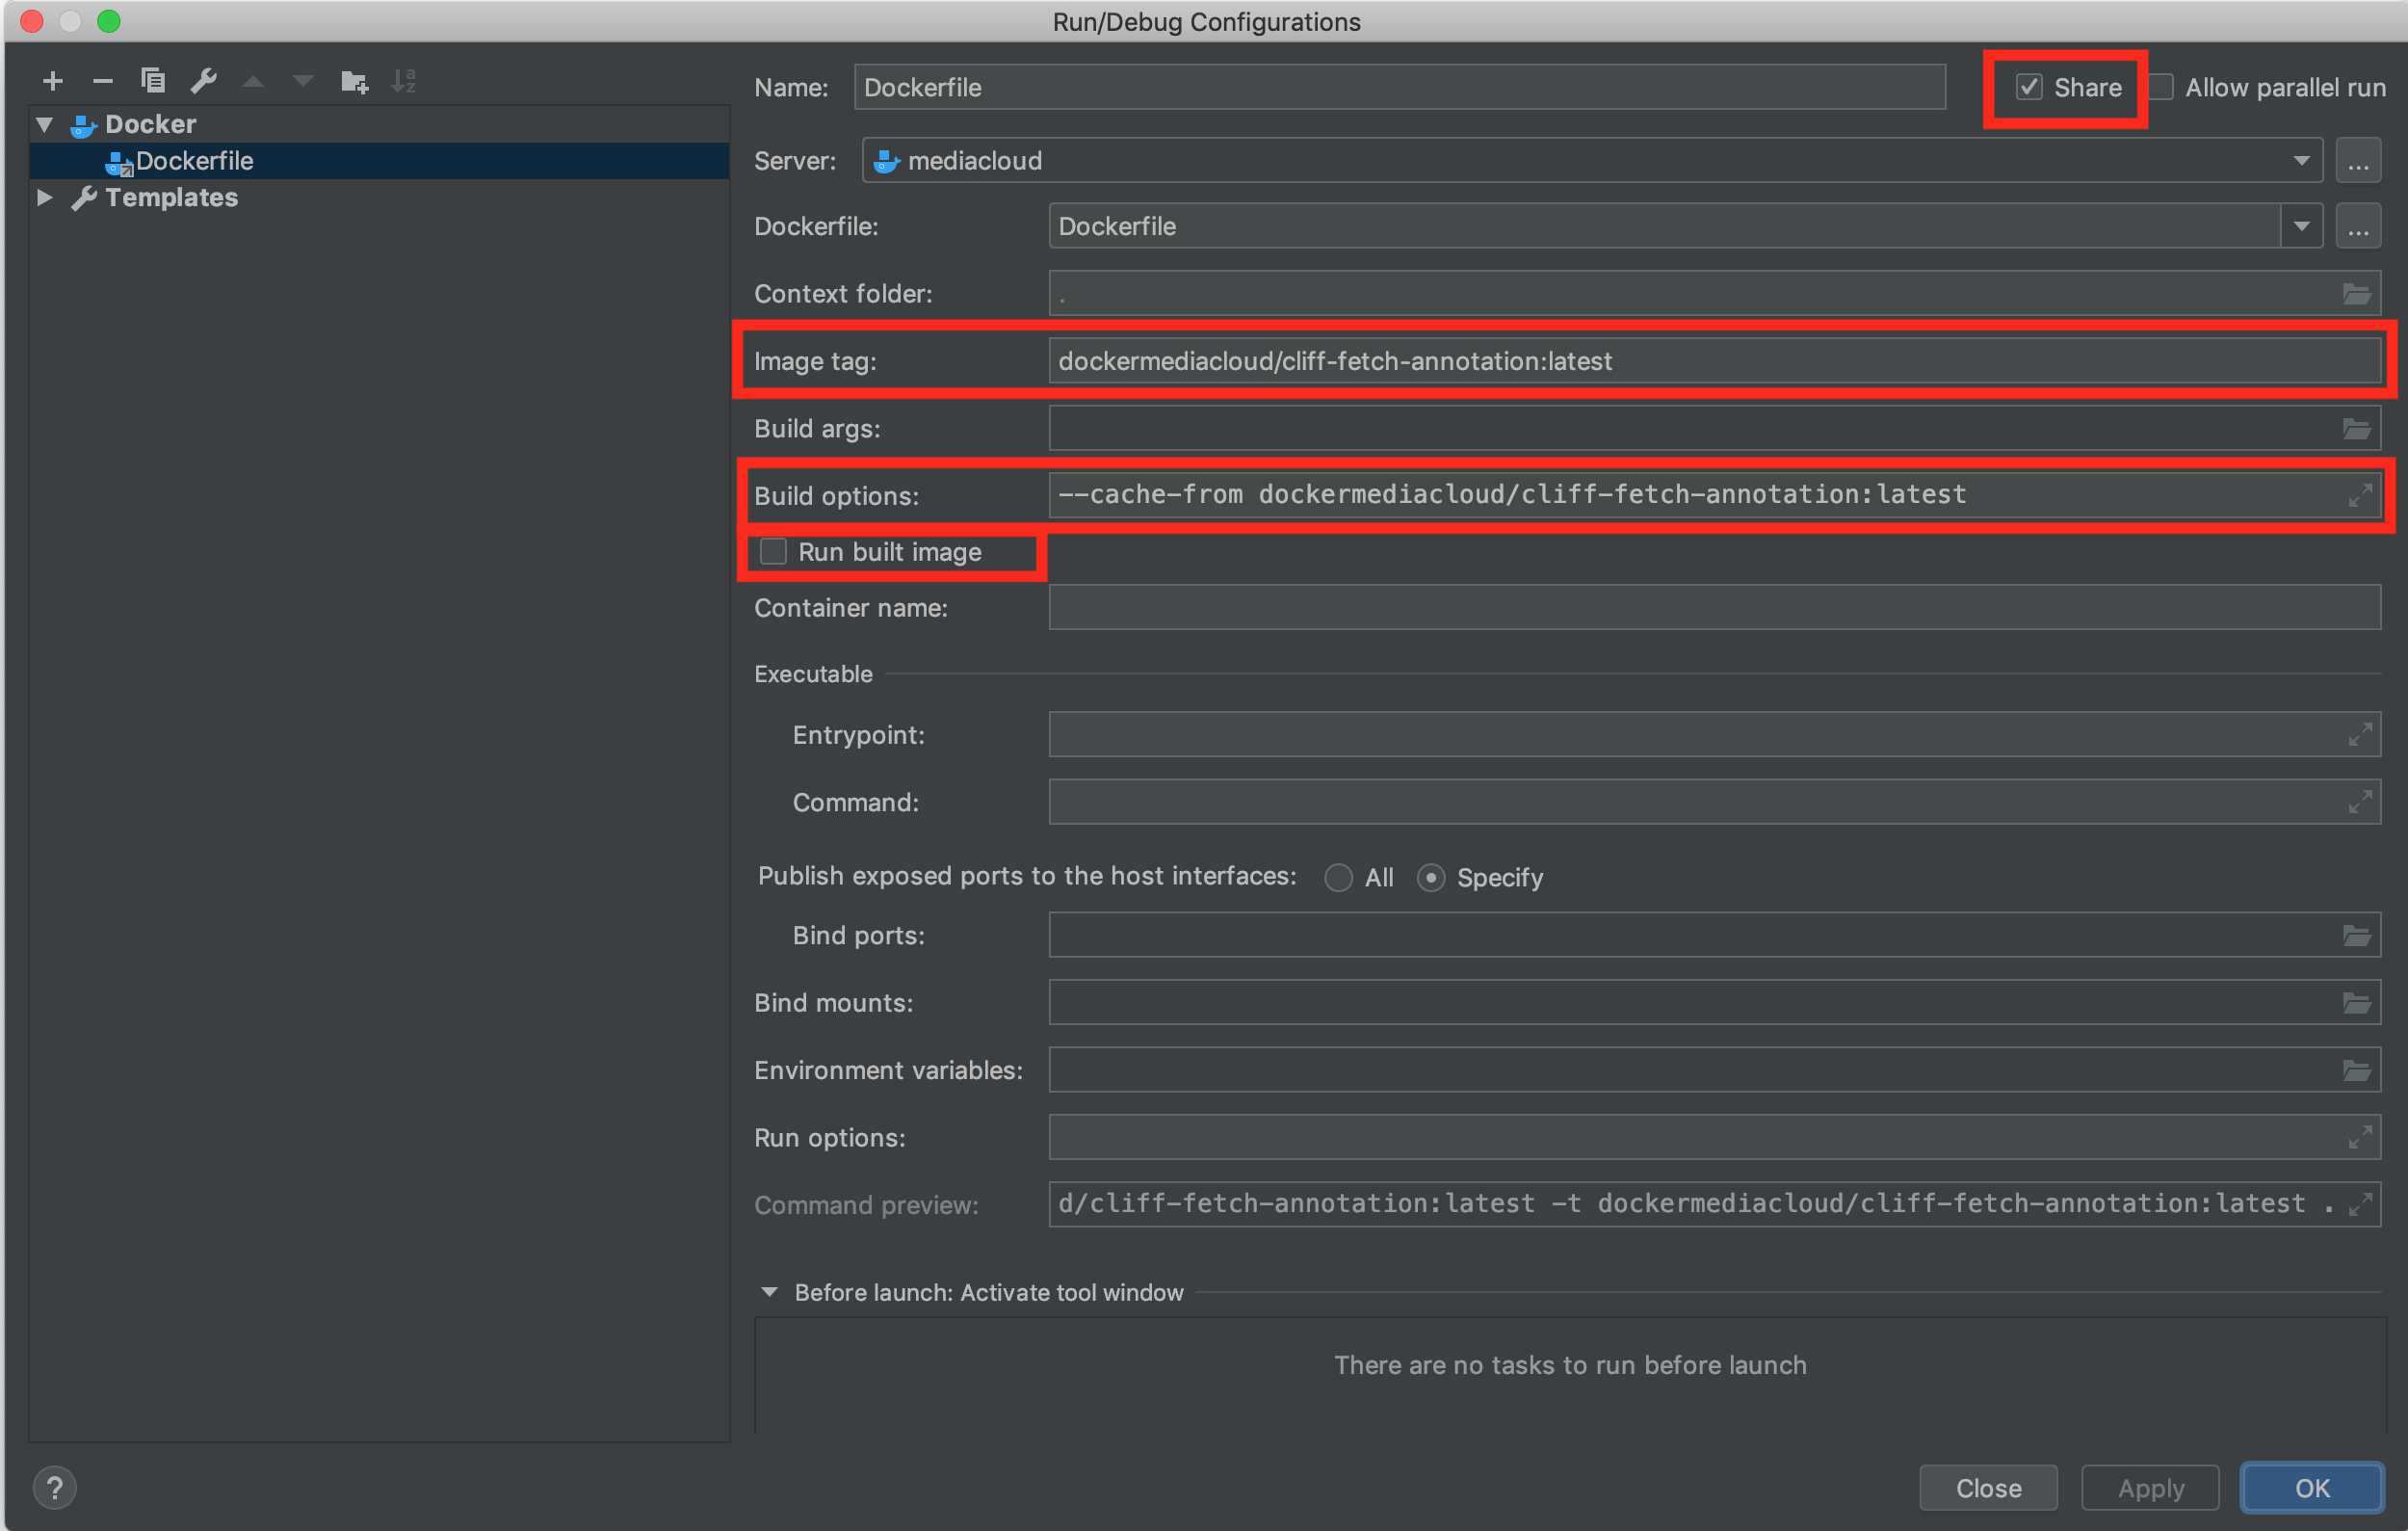 Run/Debug Configurations
Docker
Dockerfile
Templates
Name: Dockerfile
Share
Allow parallel run
Server: mediacloud ...
Dockerfile: Dockerfile ...
Context folder: .
Image tag: dockermediacloud/cliff-fetch-annotation:latest
Build args:
Build options: --cache-from dockermediacloud/cliff-fetch-annotation:latest
Run built image
Container name:
Executable
Entrypoint:
Command:
Publish exposed ports to the host interfaces: All Specify
Bind ports:
Bind mounts:
Environment variables:
Run options:
Command preview: d/cliff-fetch-annotation:latest -t dockermediacloud/cliff-fetch-annotation:latest .
Before launch: Activate tool window
There are no tasks to run before launch
? Close Apply OK